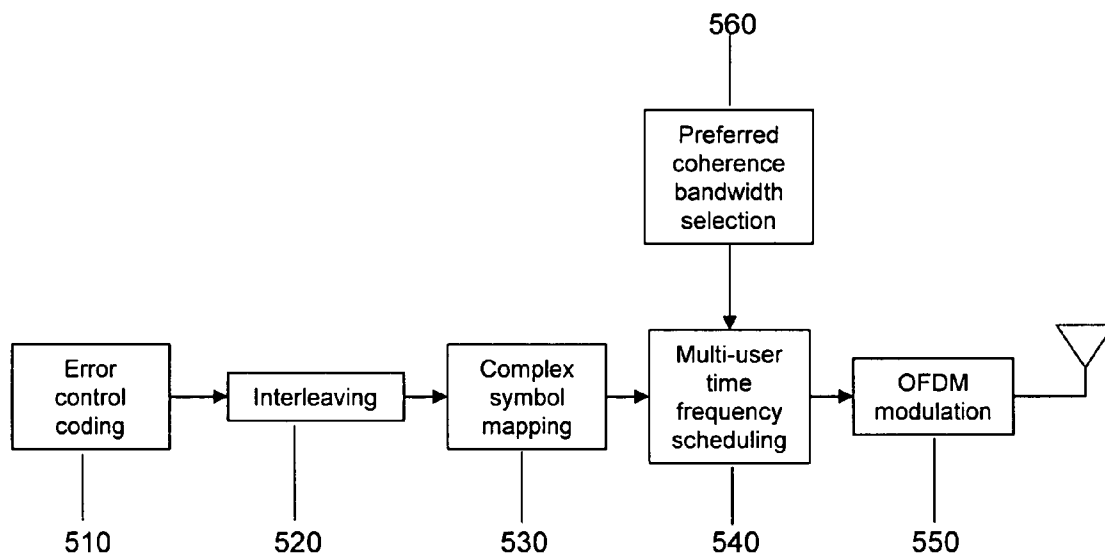 560
Preferred
coherence
bandwidth
selection
Error
control
coding
Interleaving
Complex
symbol
mapping
Multi-user
time
frequency
scheduling
OFDM
modulation
510
520
530
540
550